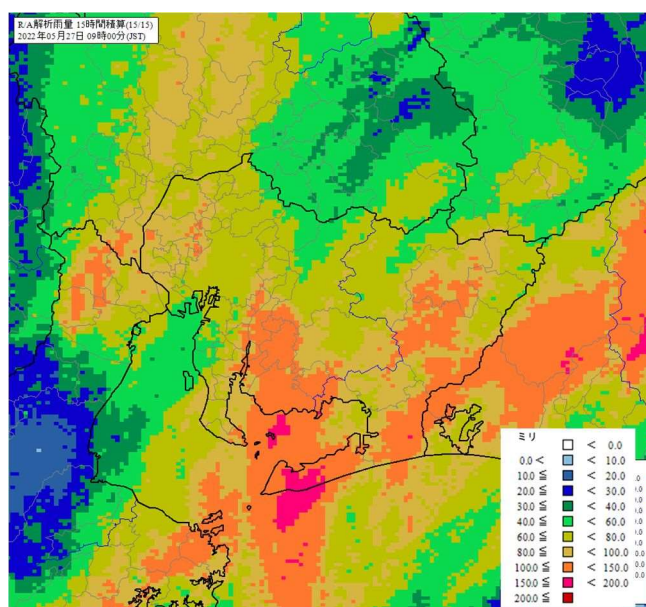 R/A解析雨量 15時間積算(15/15)
2022年05月27日 09時00分(JST)
ミリ
< 0.0
0.0 < < 10.0
10.0 ≦ < 20.0
20.0 ≦ < 30.0
30.0 ≦ < 40.0
40.0 ≦ < 60.0
60.0 ≦ < 80.0
80.0 ≦ < 100.0
100.0 ≦ < 150.0
150.0 ≦ < 200.0
200.0 ≦